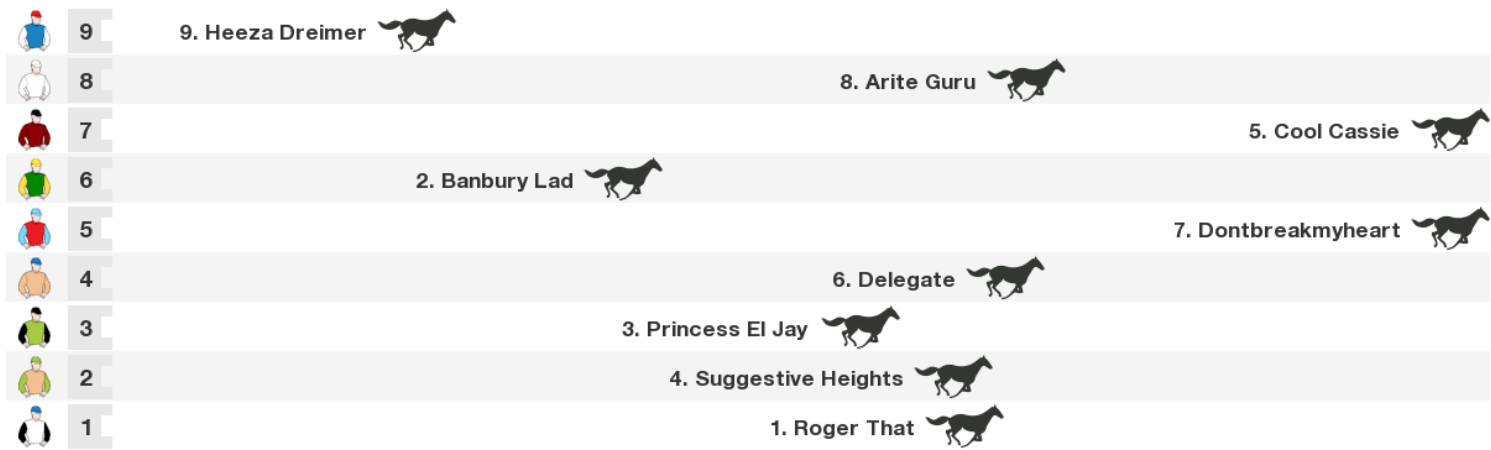 9 9. Heeza Dreimer
8 8. Arite Guru
7 5. Cool Cassie
6 2. Banbury Lad
5 7. Dontbreakmyheart
4 6. Delegate
3 3. Princess El Jay
2 4. Suggestive Heights
1 1. Roger That